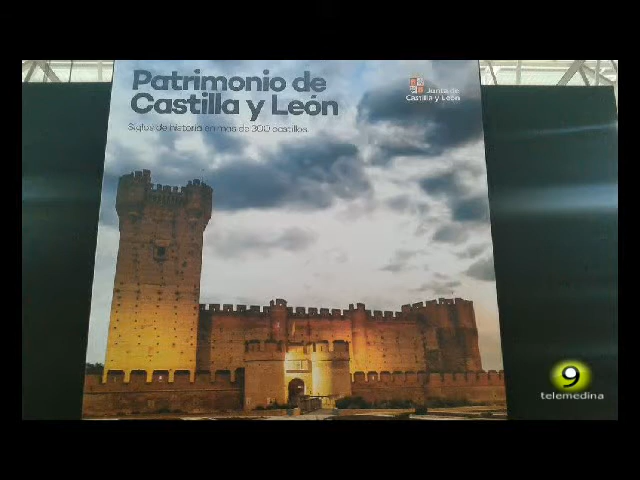 Patrimonio de
Castilla y León
Siglos de historia en más de 300 castillos.
Junta de
Castilla y León
9
telemedina